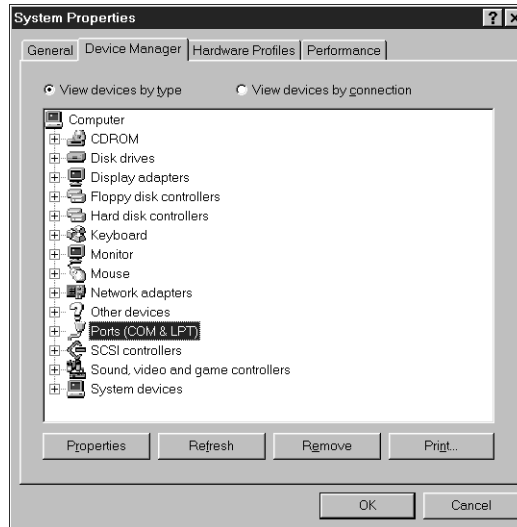 System Properties
General Device Manager Hardware Profiles Performance
View devices by type View devices by connection
Computer
CDROM
Disk drives
Display adapters
Floppy disk controllers
Hard disk controllers
Keyboard
Monitor
Mouse
Network adapters
Other devices
Ports (COM & LPT)
SCSI controllers
Sound, video and game controllers
System devices
Properties Refresh Remove Print...
OK Cancel